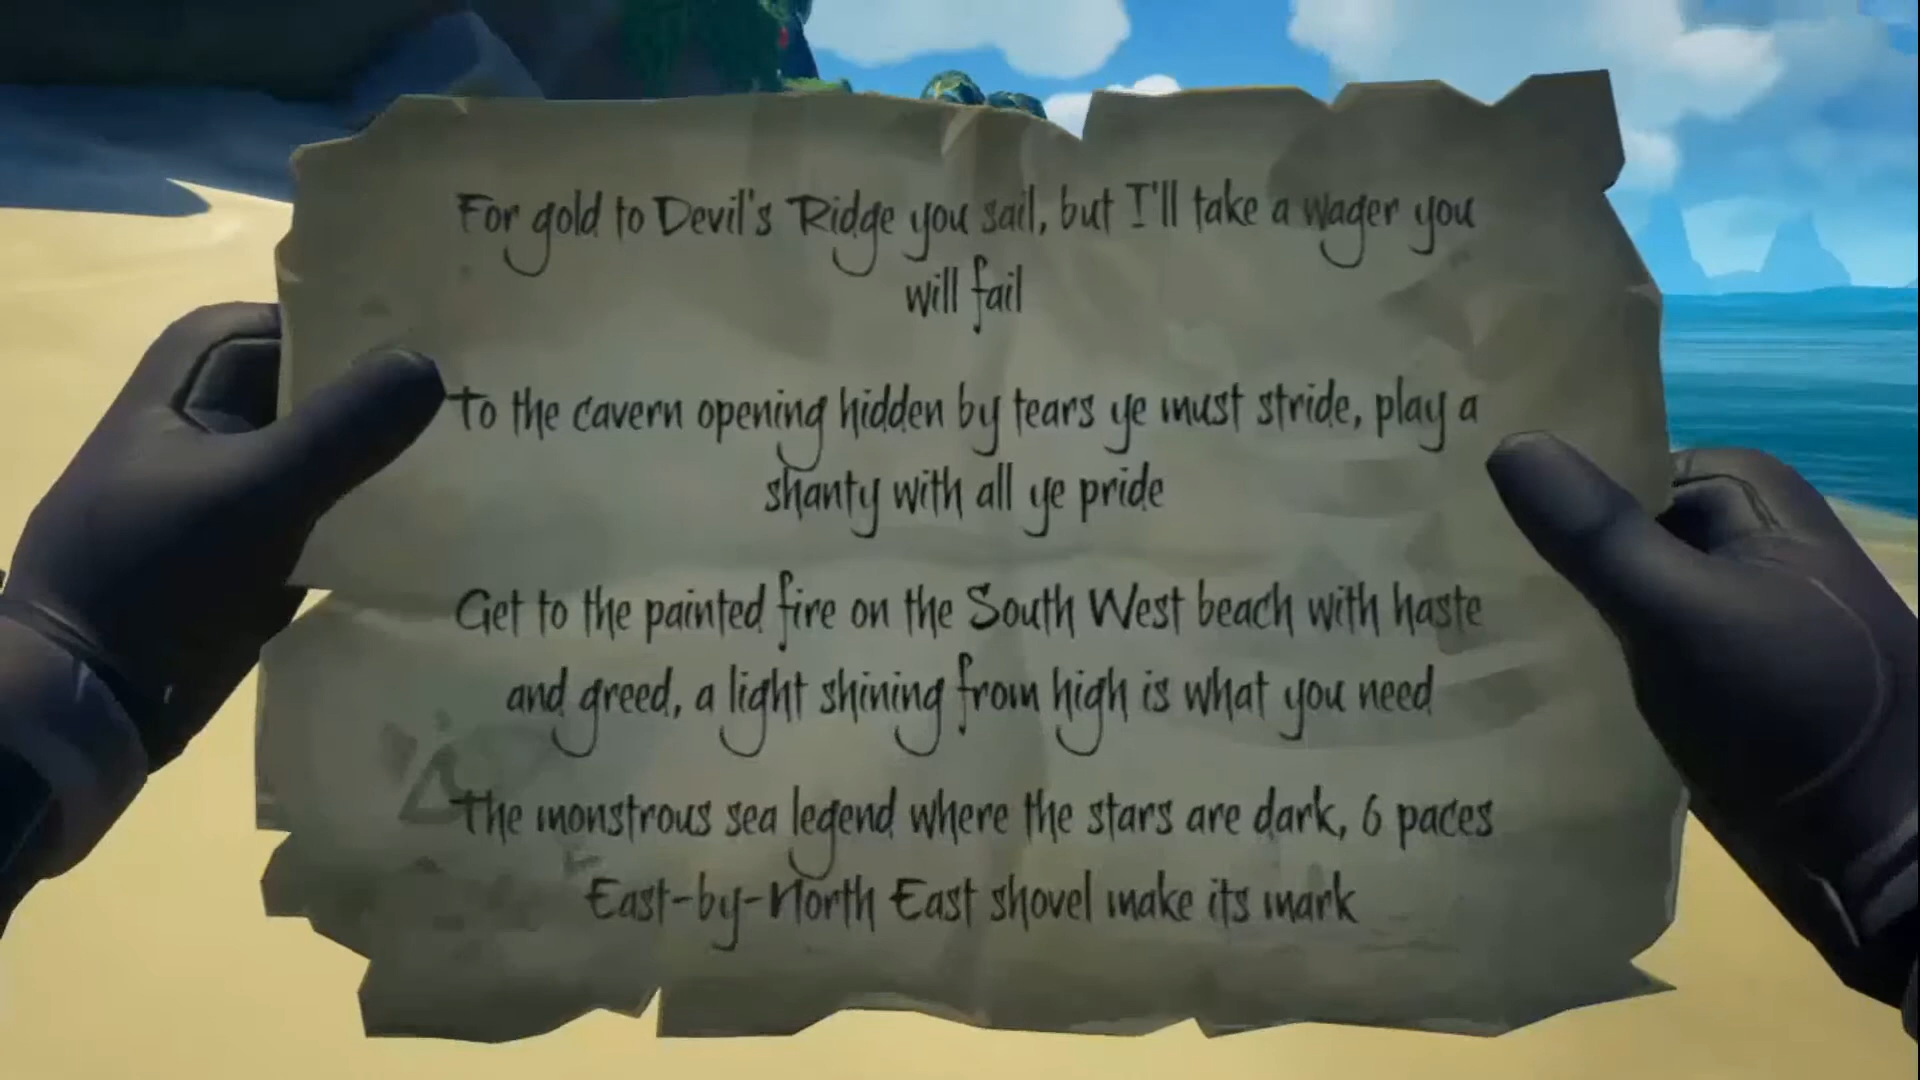 For gold to Devil's Ridge you sail, but I'll take a wager you
will fail
To the cavern opening hidden by tears ye must stride, play a
shanty with all ye pride
Get to the painted fire on the South West beach with haste
and greed, a light shining from high is what you need
The monstrous sea legend where the stars are dark, 6 paces
East-by-North East shovel make its mark